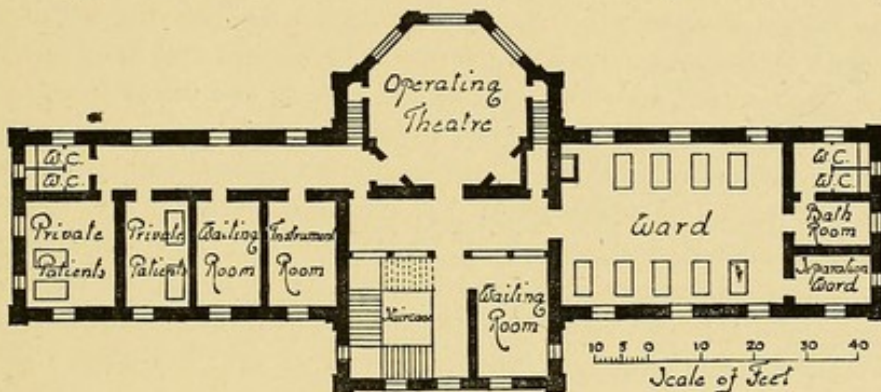 Operating
Theatre
W.C.
W.C.
Private
Patients
Private
Patients
Waiting
Room
Instrument
Room
Ward
W.C.
W.C.
Bath
Room
Separation
Ward
Staircase
Waiting
Room
10 5 0 10 20 30 40
Scale of Feet